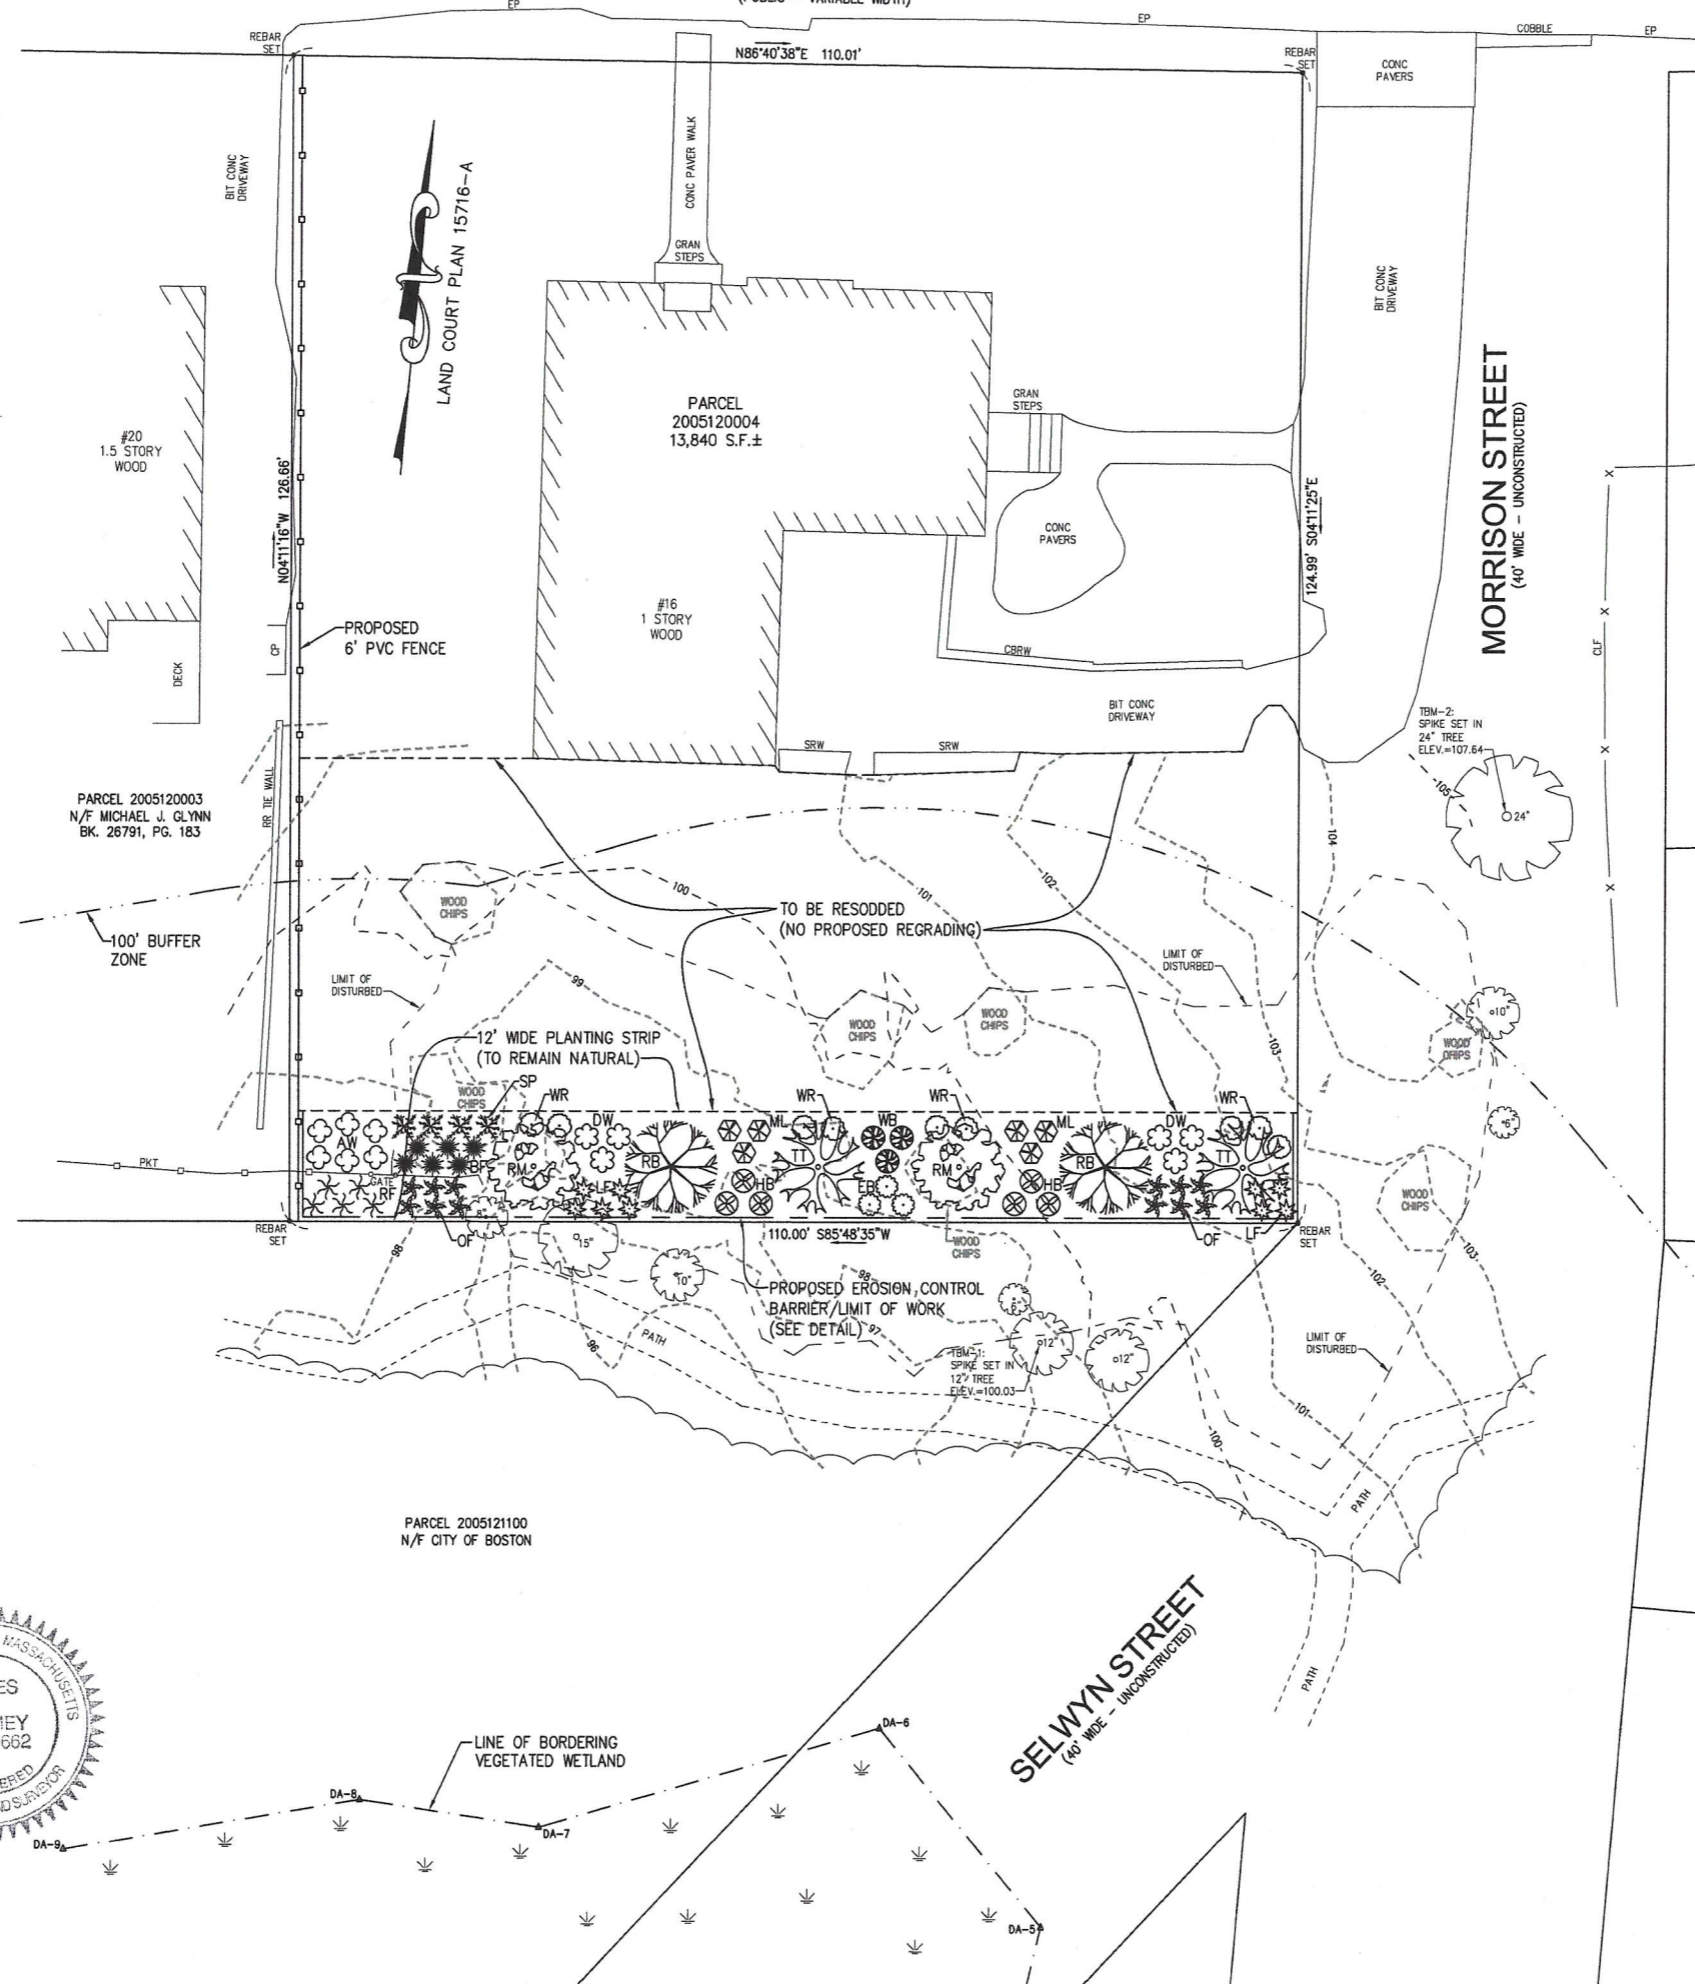 EP
EP
COBBLE
EP
REBAR
SET
N86°40'38"E 110.01'
REBAR
SET
CONC
PAVERS
BIT CONC
DRIVEWAY
CONC PAVER WALK
LAND COURT PLAN 15716-A
GRAN
STEPS
BIT CONC
DRIVEWAY
MORRISON STREET
(40' WIDE - UNCONSTRUCTED)
PARCEL
2005120004
13,840 S.F.±
GRAN
STEPS
#20
1.5 STORY
WOOD
N04°11'16"W 126.66'
124.99' S04°11'25"E
X
X
CLF
X
X
CONC
PAVERS
#16
1 STORY
WOOD
PROPOSED
6' PVC FENCE
CP
DECK
CBRW
BIT CONC
DRIVEWAY
SRW
SRW
TBM-2:
SPIKE SET IN
24" TREE
ELEV.=107.64
105
24"
RR TIE WALL
PARCEL 2005120003
N/F MICHAEL J. GLYNN
BK. 26791, PG. 183
104
100
101
102
WOOD
CHIPS
TO BE RESODDED
(NO PROPOSED REGRADING)
100' BUFFER
ZONE
LIMIT OF
DISTURBED
99
LIMIT OF
DISTURBED
WOOD
CHIPS
WOOD
CHIPS
10"
WOOD
CHIPS
103
12' WIDE PLANTING STRIP
(TO REMAIN NATURAL)
WOOD
CHIPS
SP
WR
WR
WR
WR
6"
AW
DW
ML
WB
ML
DW
BF
RM
RB
TT
RM
RB
TT
PKT
GATE
RF
LF
HB
EB
HB
REBAR
SET
OF
8"
15"
110.00' S85°48'35"W
WOOD
CHIPS
OF
LF
REBAR
SET
WOOD
CHIPS
98
10"
98
PROPOSED EROSION CONTROL
BARRIER/LIMIT OF WORK
(SEE DETAIL)
97
103
102
6"
12"
12"
TBM-1:
SPIKE SET IN
12" TREE
ELEV.=100.03
LIMIT OF
DISTURBED
96
PATH
101
100
PATH
PARCEL 2005121100
N/F CITY OF BOSTON
SELWYN STREET
(40' WIDE - UNCONSTRUCTED)
PATH
MASSACHUSETTS
LINE OF BORDERING
VEGETATED WETLAND
DA-6
DA-8
DA-7
DA-9
DA-5